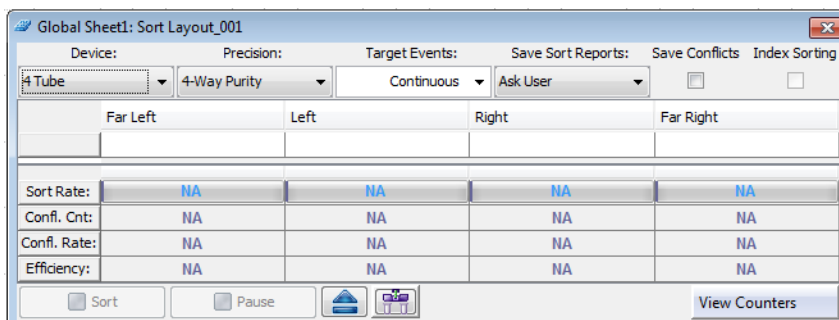 Global Sheet1: Sort Layout_001
Device: Precision: Target Events: Save Sort Reports: Save Conflicts Index Sorting
4 Tube 4-Way Purity Continuous Ask User
Far Left Left Right Far Right
Sort Rate: NA NA NA NA
Confl. Cnt: NA NA NA NA
Confl. Rate: NA NA NA NA
Efficiency: NA NA NA NA
Sort Pause View Counters